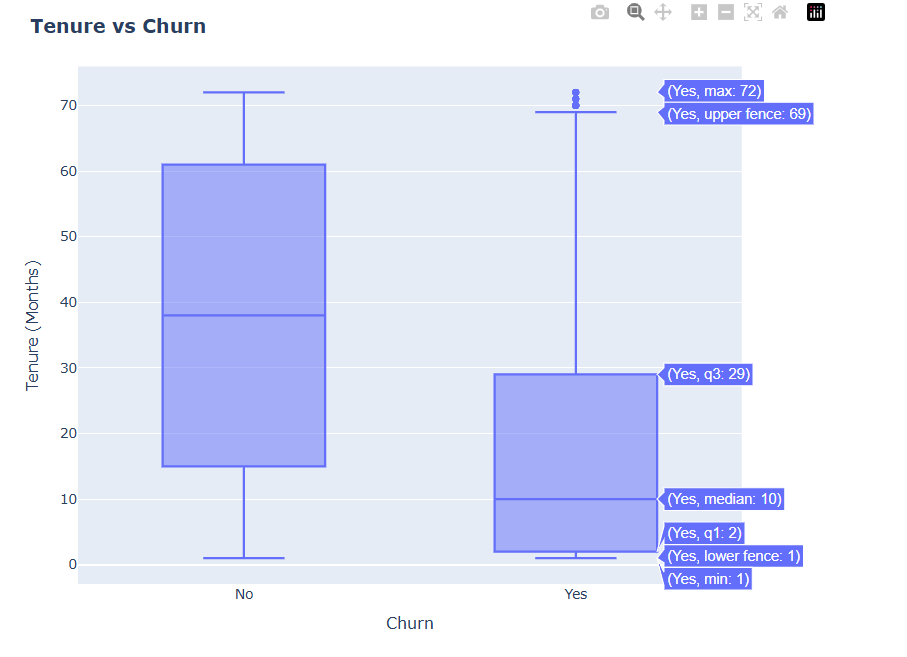 Tenure vs Churn
(Yes, max: 72)
70
(Yes, upper fence: 69)
60
50
40
Tenure (Months)
30
(Yes, q3: 29)
20
10
(Yes, median: 10)
(Yes, q1: 2)
(Yes, lower fence: 1)
0
(Yes, min: 1)
No
Yes
Churn